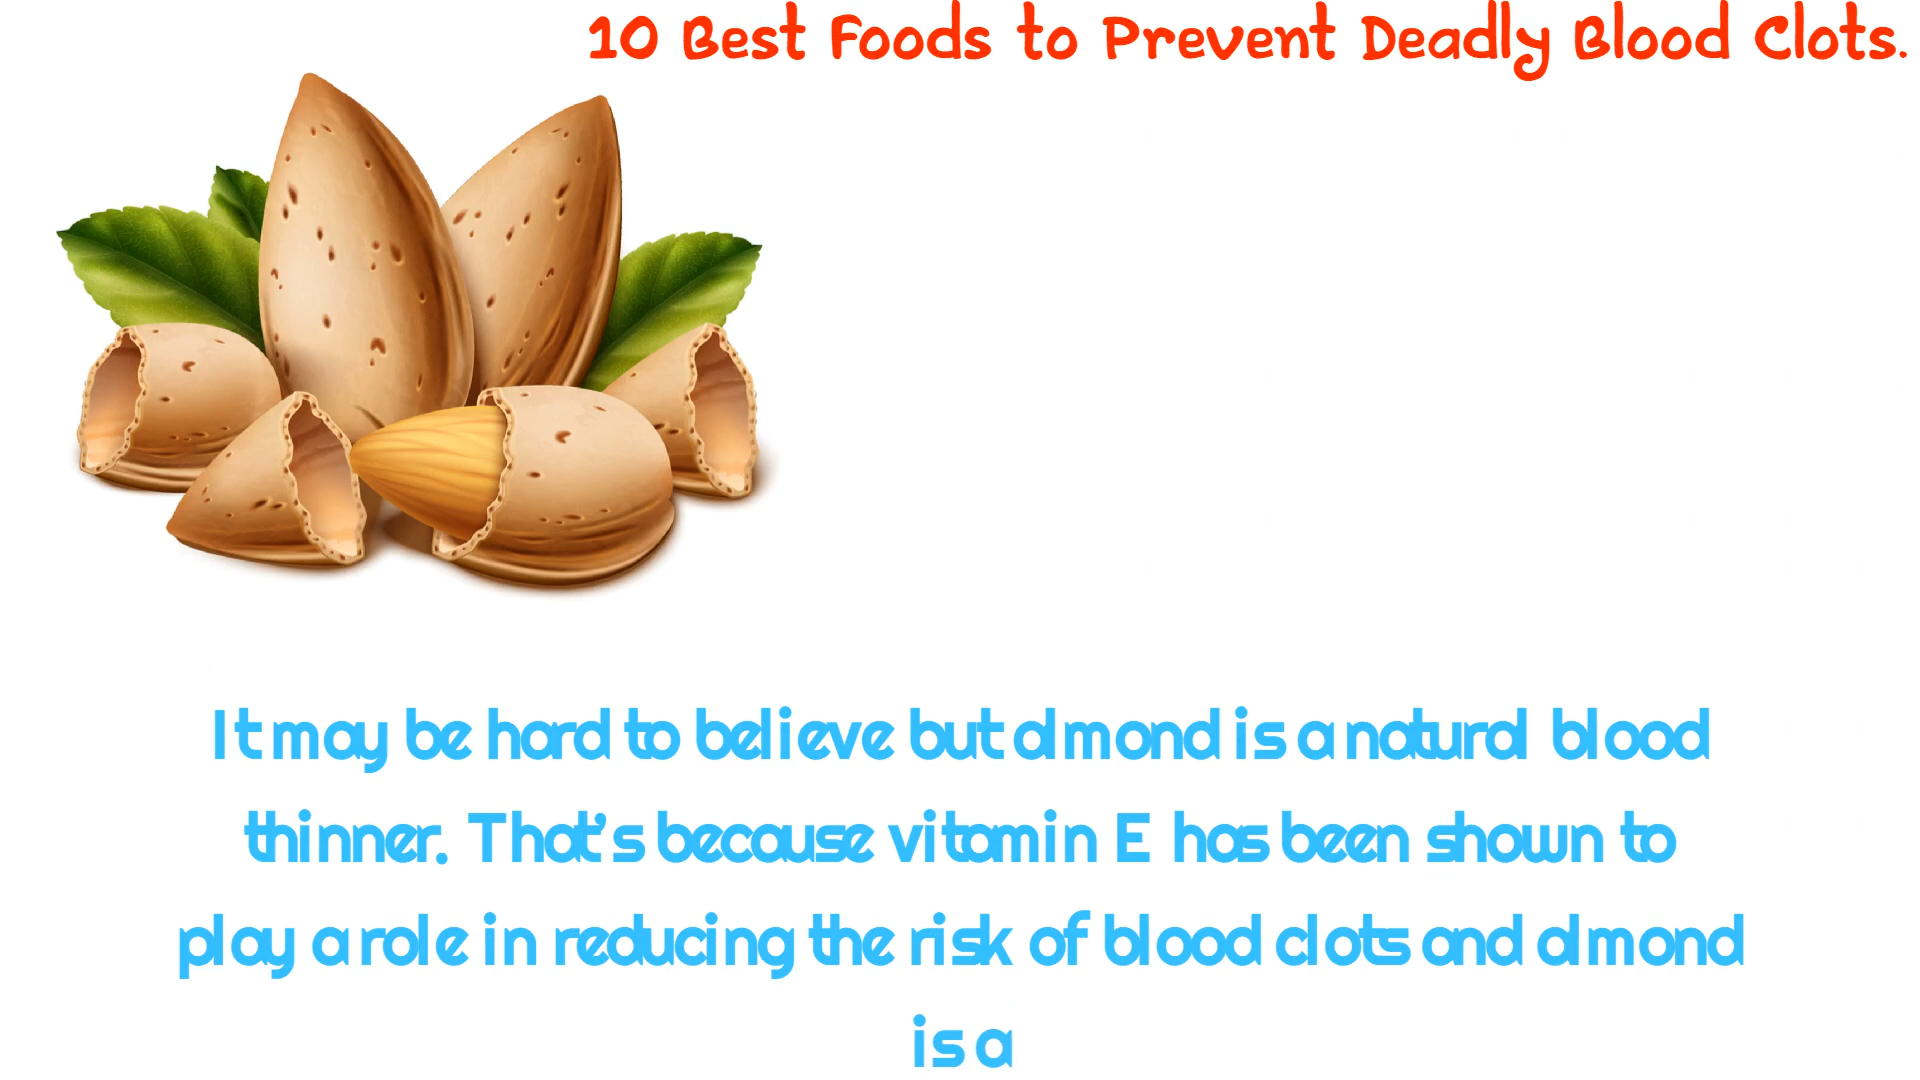 10 Best Foods to Prevent Deadly Blood Clots.
It may be hard to believe but almond is a natural blood
thinner. That's because vitamin E has been shown to
play a role in reducing the risk of blood clots and almond
is a